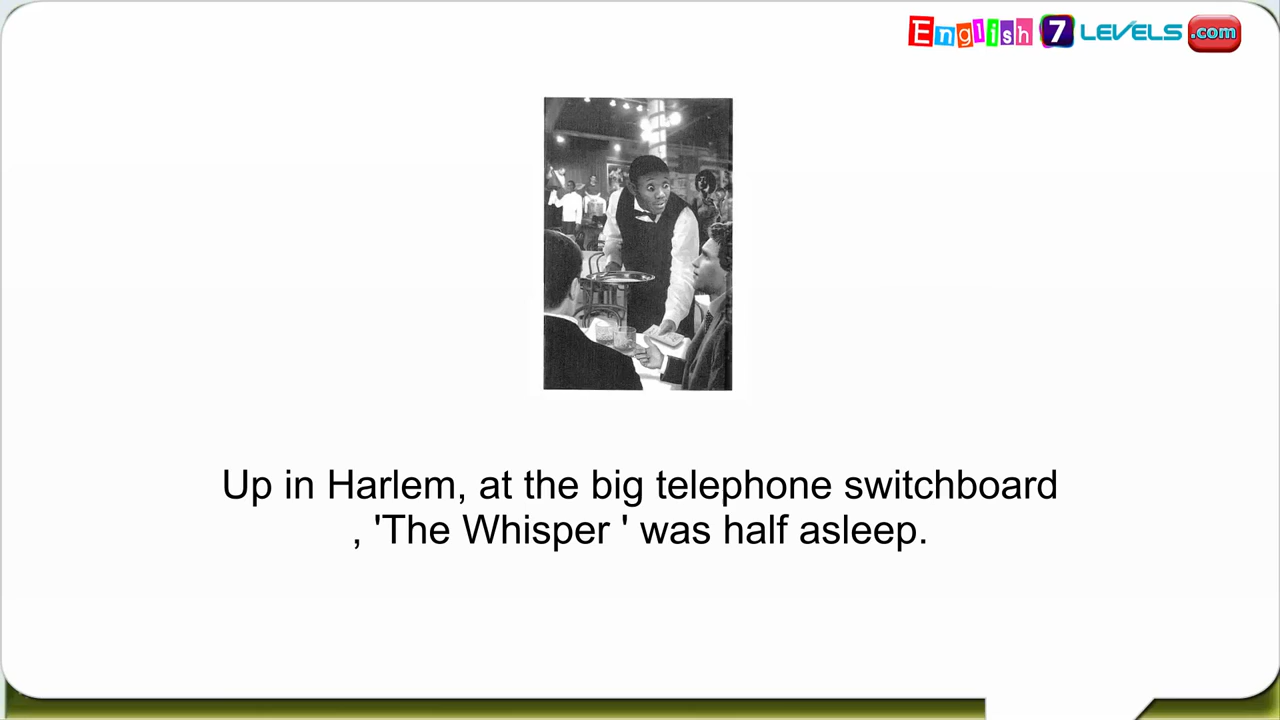 English 7 LEVELS .com
Up in Harlem, at the big telephone switchboard
, 'The Whisper ' was half asleep.